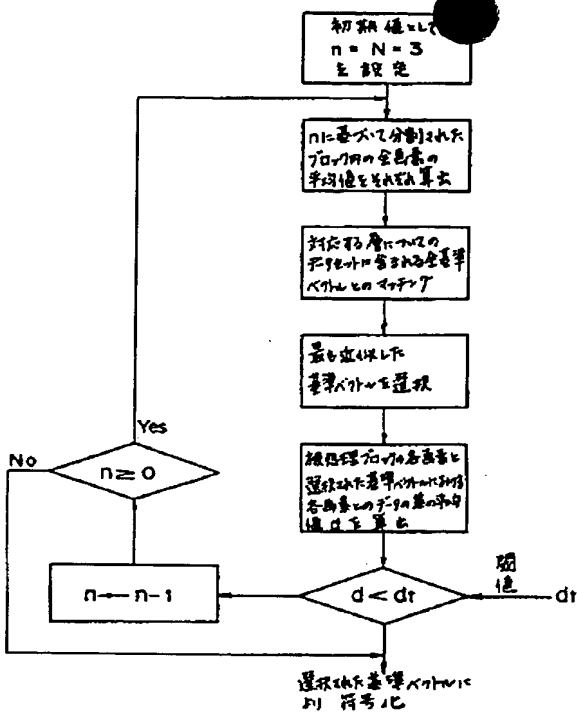 初期値として
n = N = 3
を設定
nに基づいて分割された
ブロック内の全画素の
平均値をそれぞれ算出
対応する層についての
データセットに含まれる全基準
ベクトルとのマッチング
最も近似した
基準ベクトルを選択
被処理ブロックの各画素と
選択された基準ベクトルにおける
各画素とのデータの差の平均
値dを算出
Yes
No
n ≥ 0
n ← n-1
d < dt
閾
値
dt
選択された基準ベクトルに
より 符号化